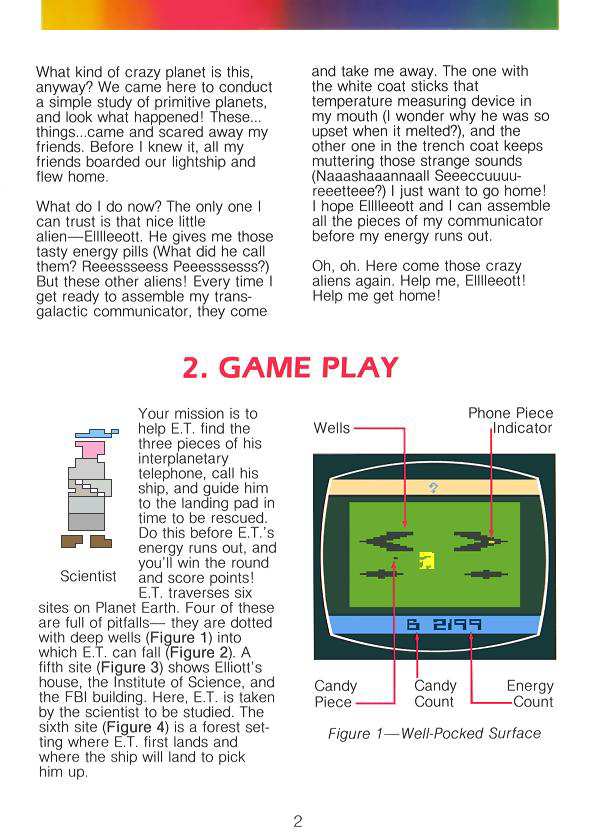 What kind of crazy planet is this,
anyway? We came here to conduct
a simple study of primitive planets,
and look what happened! These...
things...came and scared away my
friends. Before I knew it, all my
friends boarded our lightship and
flew home.
What do I do now? The only one I
can trust is that nice little
alien—Elllleeott. He gives me those
tasty energy pills (What did he call
them? Reeessseess Peeesssesss?)
But these other aliens! Every time I
get ready to assemble my trans-
galactic communicator, they come
and take me away. The one with
the white coat sticks that
temperature measuring device in
my mouth (I wonder why he was so
upset when it melted?), and the
other one in the trench coat keeps
muttering those strange sounds
(Naaashaaannaall Seeeccuuuu-
reeetteee?) I just want to go home!
I hope Elllleeott and I can assemble
all the pieces of my communicator
before my energy runs out.
Oh, oh. Here come those crazy
aliens again. Help me, Elllleeott!
Help me get home!
2. GAME PLAY
Scientist
Your mission is to
help E.T. find the
three pieces of his
interplanetary
telephone, call his
ship, and guide him
to the landing pad in
time to be rescued.
Do this before E.T.'s
energy runs out, and
you'll win the round
and score points!
E.T. traverses six
sites on Planet Earth. Four of these
are full of pitfalls— they are dotted
with deep wells (Figure 1) into
which E.T. can fall (Figure 2). A
fifth site (Figure 3) shows Elliott's
house, the Institute of Science, and
the FBI building. Here, E.T. is taken
by the scientist to be studied. The
sixth site (Figure 4) is a forest set-
ting where E.T. first lands and
where the ship will land to pick
him up.
Wells
Phone Piece
Indicator
?
6 2199
Candy
Piece
Candy
Count
Energy
Count
Figure 1—Well-Pocked Surface
2